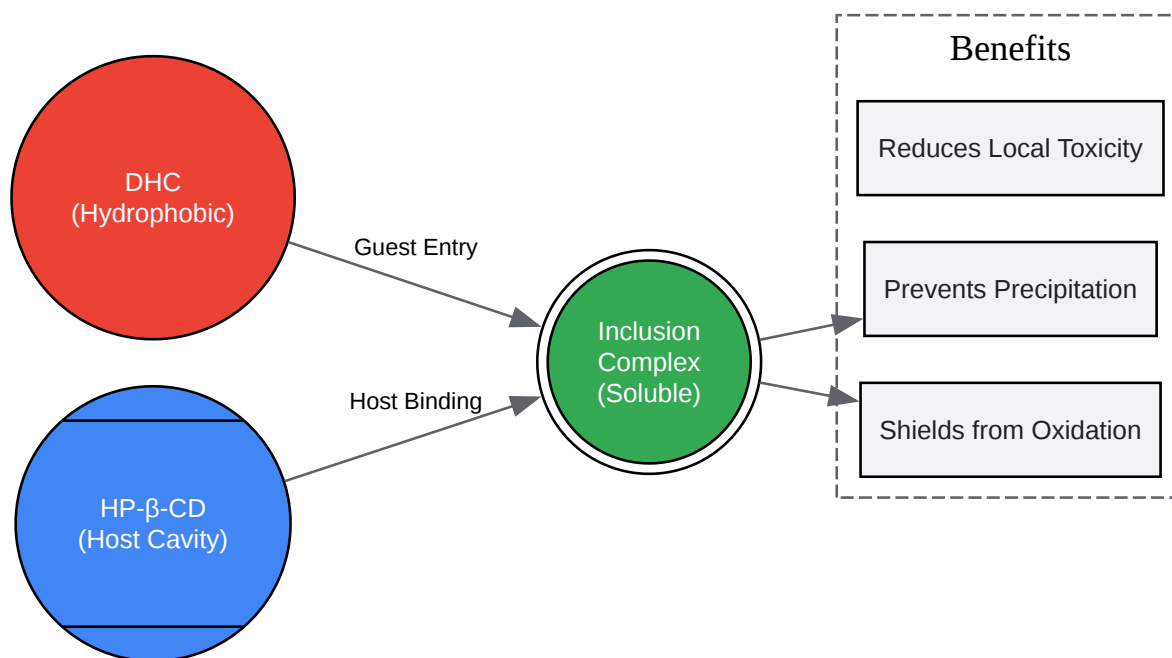 DHC
(Hydrophobic)
Guest Entry
HP-β-CD
(Host Cavity)
Host Binding
Inclusion
Complex
(Soluble)
Benefits
Reduces Local Toxicity
Prevents Precipitation
Shields from Oxidation